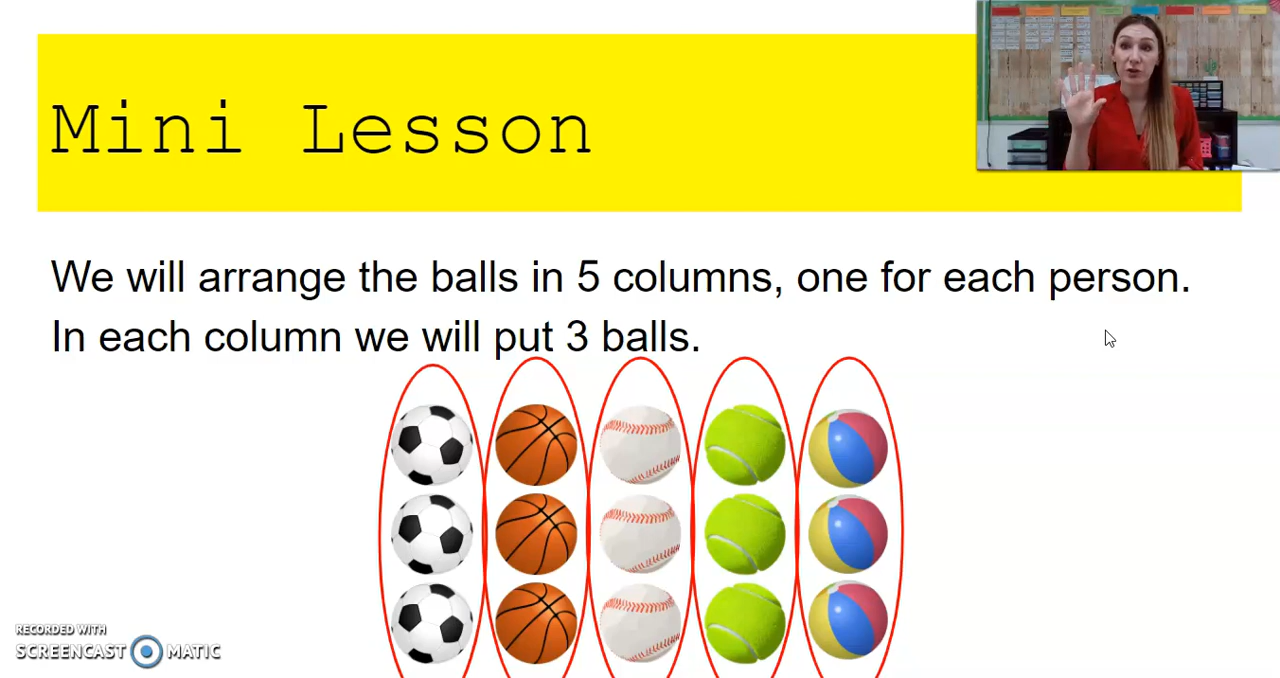 Mini Lesson
We will arrange the balls in 5 columns, one for each person.
In each column we will put 3 balls.
RECORDED WITH
SCREENCAST MATIC